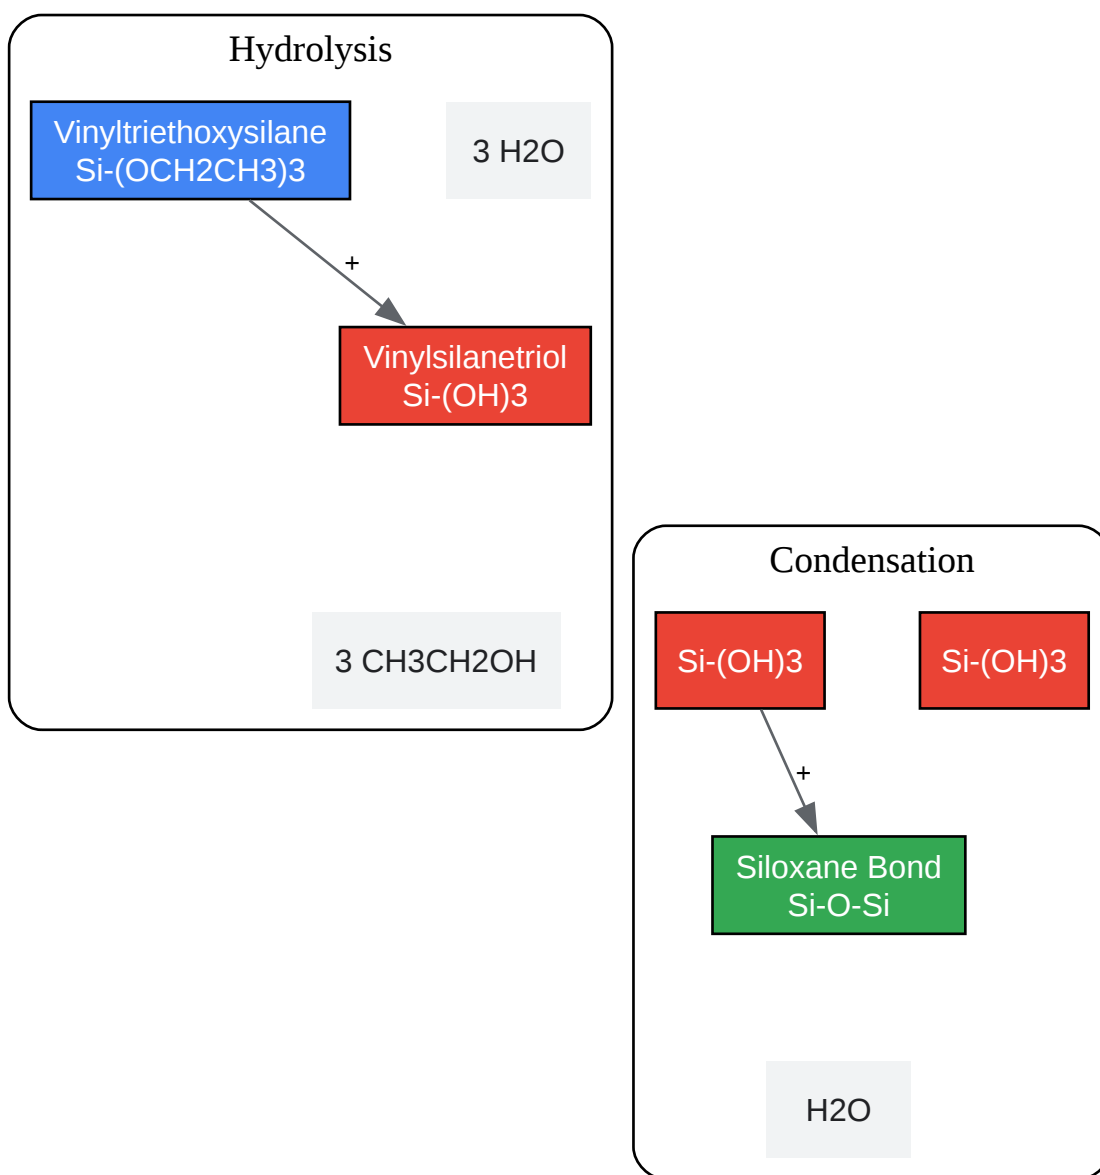 Hydrolysis
Vinyltriethoxysilane
Si-(OCH2CH3)3
3 H2O
+
Vinylsilanetriol
Si-(OH)3
3 CH3CH2OH
Condensation
Si-(OH)3
Si-(OH)3
+
Siloxane Bond
Si-O-Si
H2O